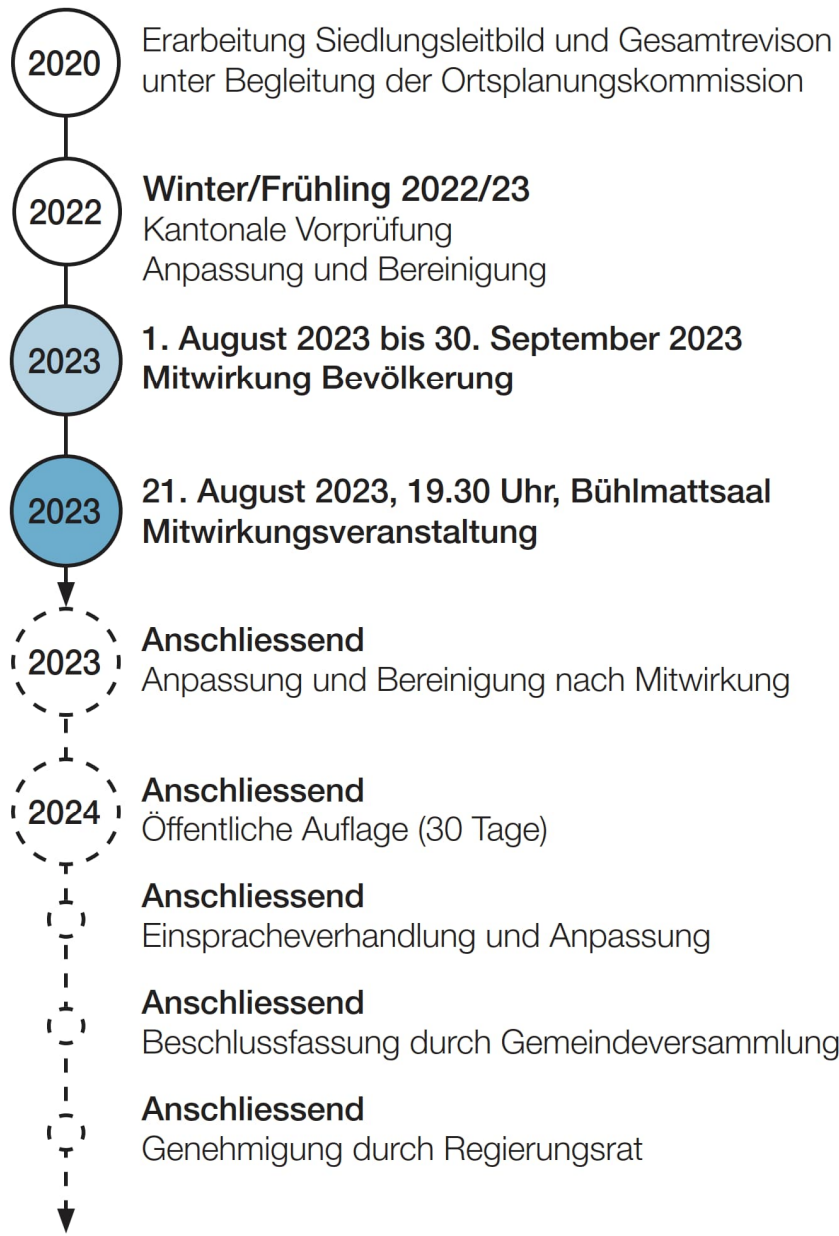 2020
Erarbeitung Siedlungsleitbild und Gesamtrevison
unter Begleitung der Ortsplanungskommission
2022
Winter/Frühling 2022/23
Kantonale Vorprüfung
Anpassung und Bereinigung
2023
1. August 2023 bis 30. September 2023
Mitwirkung Bevölkerung
2023
21. August 2023, 19.30 Uhr, Bühlmattsaal
Mitwirkungsveranstaltung
2023
Anschliessend
Anpassung und Bereinigung nach Mitwirkung
2024
Anschliessend
Öffentliche Auflage (30 Tage)
Anschliessend
Einspracheverhandlung und Anpassung
Anschliessend
Beschlussfassung durch Gemeindeversammlung
Anschliessend
Genehmigung durch Regierungsrat